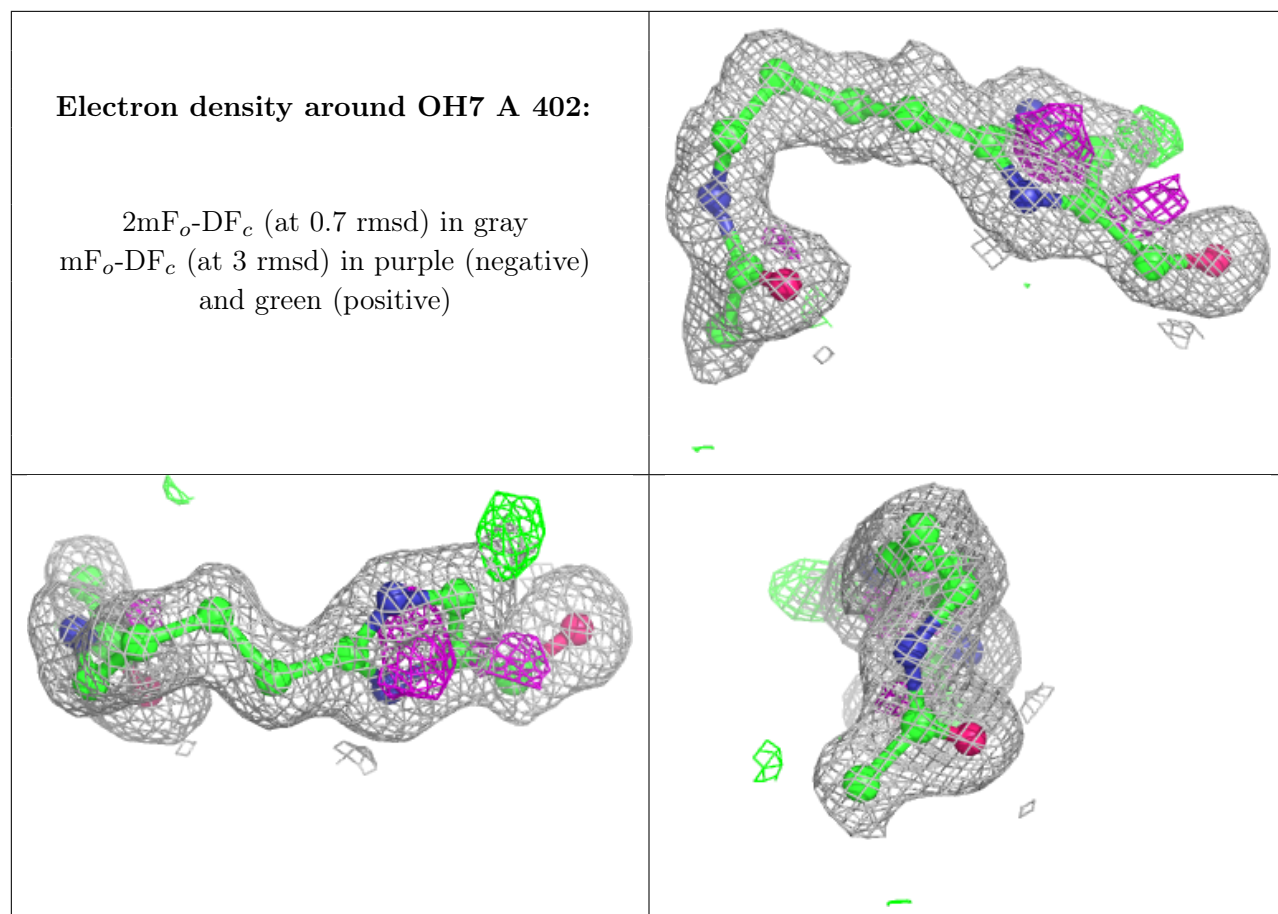 Electron density around OH7 A 402:
2mFₒ-DF𝒸 (at 0.7 rmsd) in gray
mFₒ-DF𝒸 (at 3 rmsd) in purple (negative)
and green (positive)